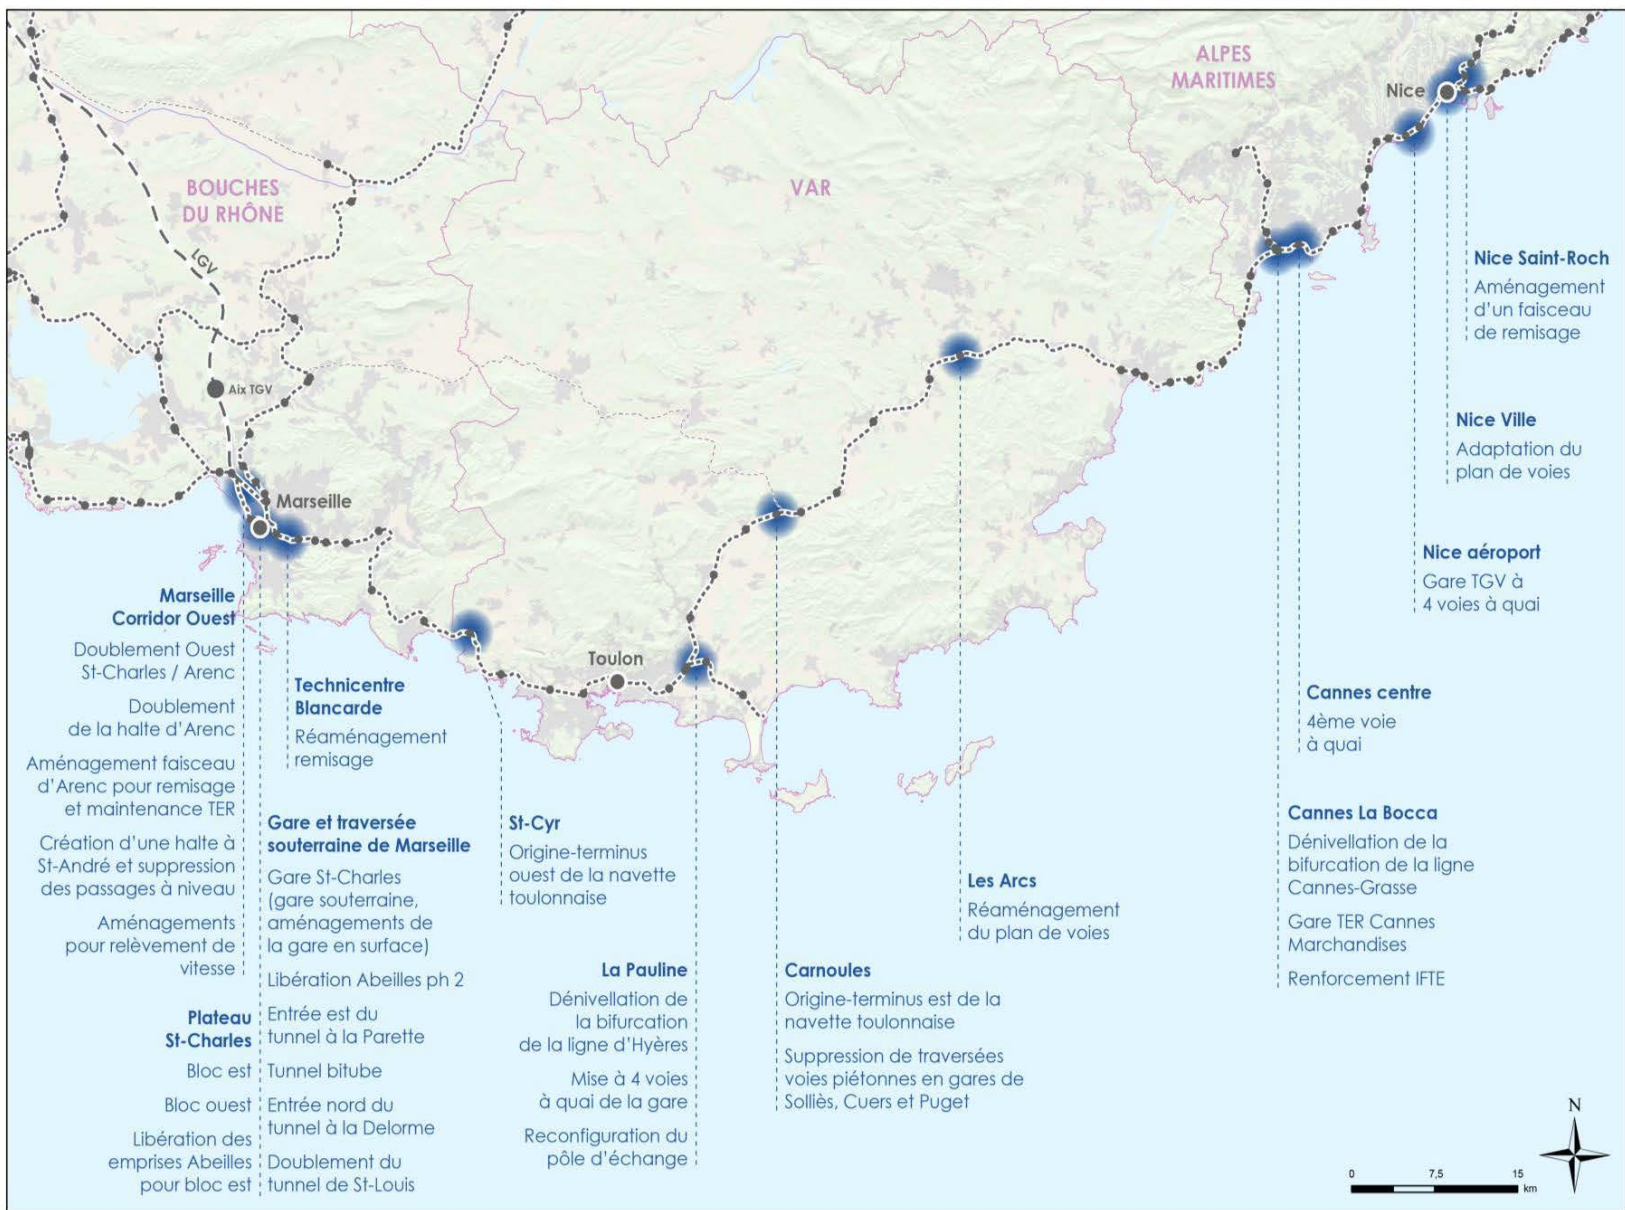 ALPES
MARITIMES
Nice
BOUCHES
DU RHÔNE
VAR
LGV
Aix TGV
Marseille
Toulon
Nice Saint-Roch
Aménagement
d'un faisceau
de remisage
Nice Ville
Adaptation du
plan de voies
Nice aéroport
Gare TGV à
4 voies à quai
Cannes centre
4ème voie
à quai
Cannes La Bocca
Dénivellation de la
bifurcation de la ligne
Cannes-Grasse
Gare TER Cannes
Marchandises
Renforcement IFTE
Marseille
Corridor Ouest
Doublement Ouest
St-Charles / Arenc
Doublement
de la halte d'Arenc
Aménagement faisceau
d'Arenc pour remisage
et maintenance TER
Création d'une halte à
St-André et suppression
des passages à niveau
Aménagements
pour relèvement de
vitesse
Plateau
St-Charles
Bloc est
Bloc ouest
Libération des
emprises Abeilles
pour bloc est
Technicentre
Blancarde
Réaménagement
remisage
Gare et traversée
souterraine de Marseille
Gare St-Charles
(gare souterraine,
aménagements de
la gare en surface)
Libération Abeilles ph 2
Entrée est du
tunnel à la Parette
Tunnel bitube
Entrée nord du
tunnel à la Delorme
Doublement du
tunnel de St-Louis
St-Cyr
Origine-terminus
ouest de la navette
toulonnaise
La Pauline
Dénivellation de
la bifurcation
de la ligne d'Hyères
Mise à 4 voies
à quai de la gare
Reconfiguration du
pôle d'échange
Carnoules
Origine-terminus est de la
navette toulonnaise
Suppression de traversées
voies piétonnes en gares de
Solliès, Cuers et Puget
Les Arcs
Réaménagement
du plan de voies
N
0 7,5 15
km